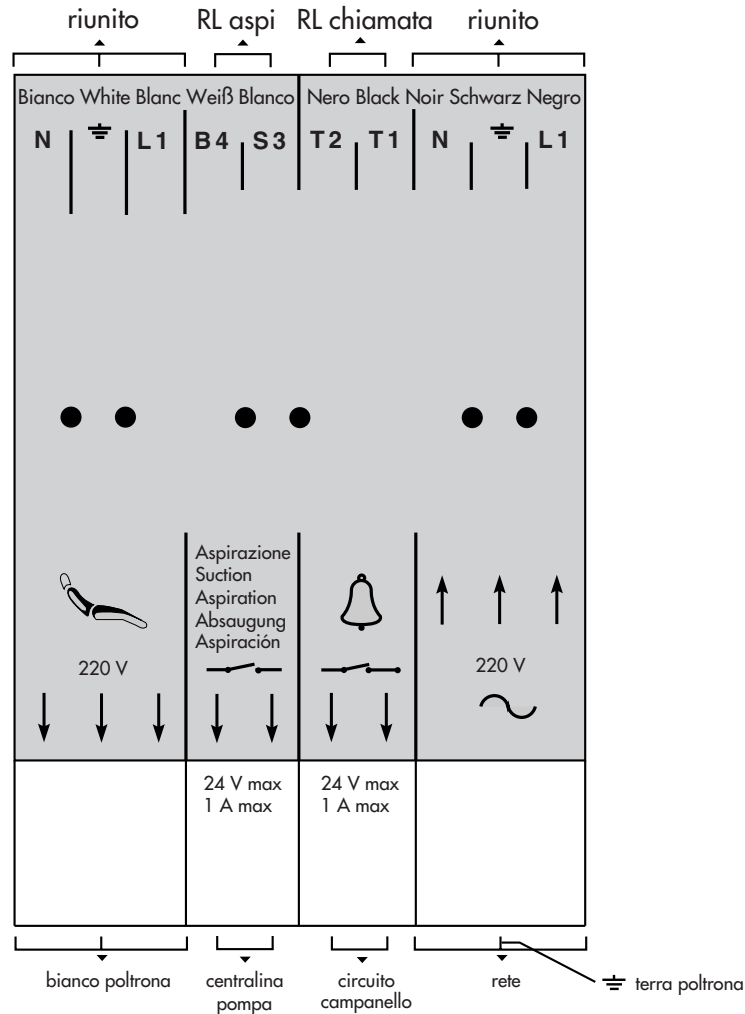 riunito RL aspi RL chiamata riunito
Bianco White Blanc Weiß Blanco Nero Black Noir Schwarz Negro
N L1 B4 S3 T2 T1 N L1
Aspirazione
Suction
Aspiration
Absaugung
Aspiración
220 V 220 V
24 V max 24 V max
1 A max 1 A max
bianco poltrona centralina circuito rete terra poltrona
pompa campanello